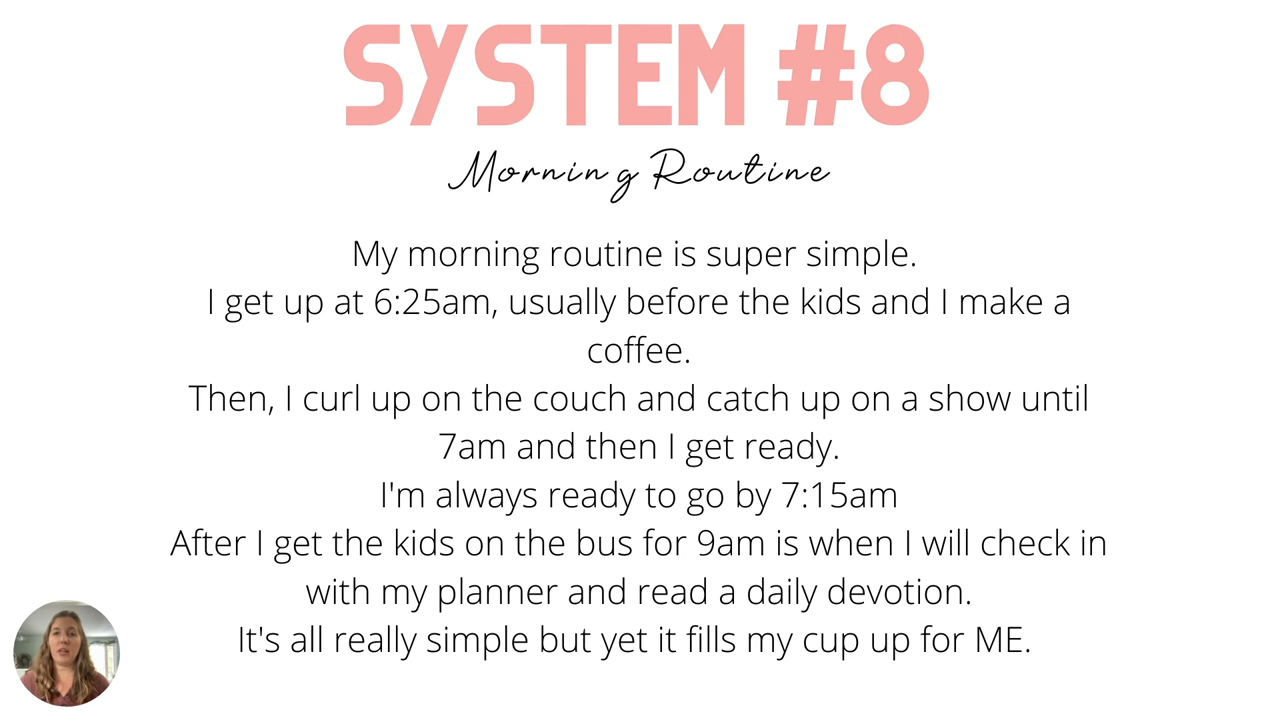 SYSTEM #8
Morning Routine
My morning routine is super simple.
I get up at 6:25am, usually before the kids and I make a
coffee.
Then, I curl up on the couch and catch up on a show until
7am and then I get ready.
I'm always ready to go by 7:15am
After I get the kids on the bus for 9am is when I will check in
with my planner and read a daily devotion.
It's all really simple but yet it fills my cup up for ME.